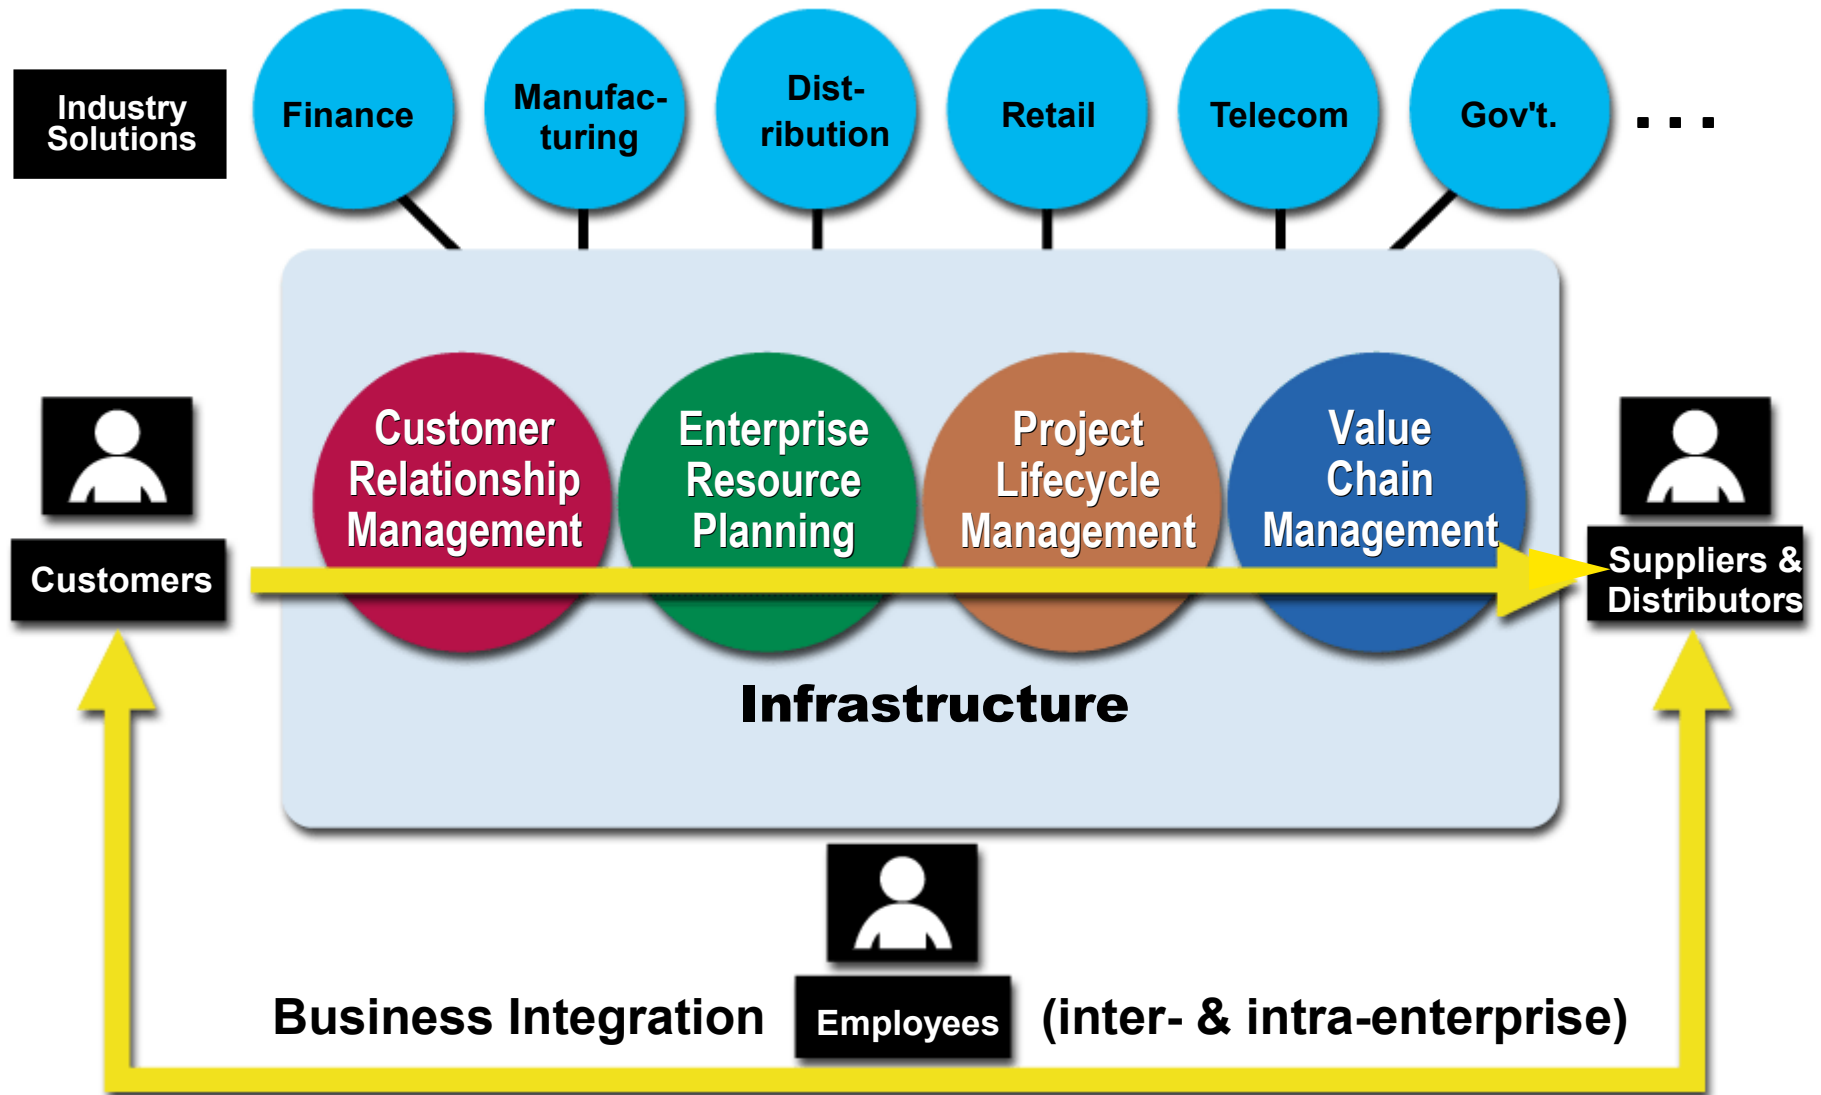 Industry
Solutions
Finance
Manufac-
turing
Dist-
ribution
Retail
Telecom
Gov't.
...
Customer
Relationship
Management
Enterprise
Resource
Planning
Project
Lifecycle
Management
Value
Chain
Management
Customers
Suppliers &
Distributors
Infrastructure
Business Integration
Employees
(inter- & intra-enterprise)